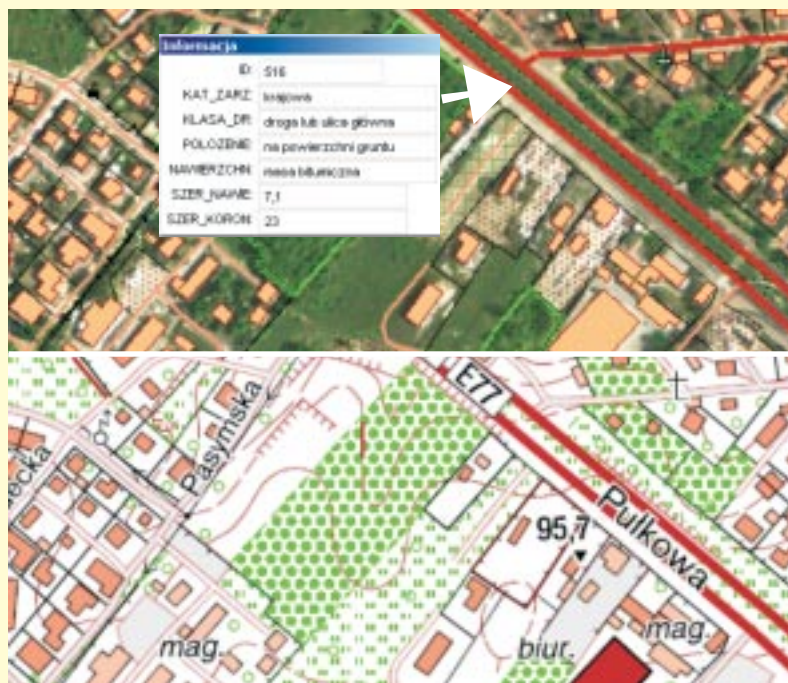 Informacja
ID: 516
KAT_ZARZ: krajowa
KLASA_DR: droga lub ulica główna
POLOZENIE: na powierzchni gruntu
NAWIERZCHN: masa bitumiczna
SZER_NAWIE: 7,1
SZER_KORON: 23
E77
Pasymska
ecka
Pułkowa
95,7
mag.
biur.
mag.